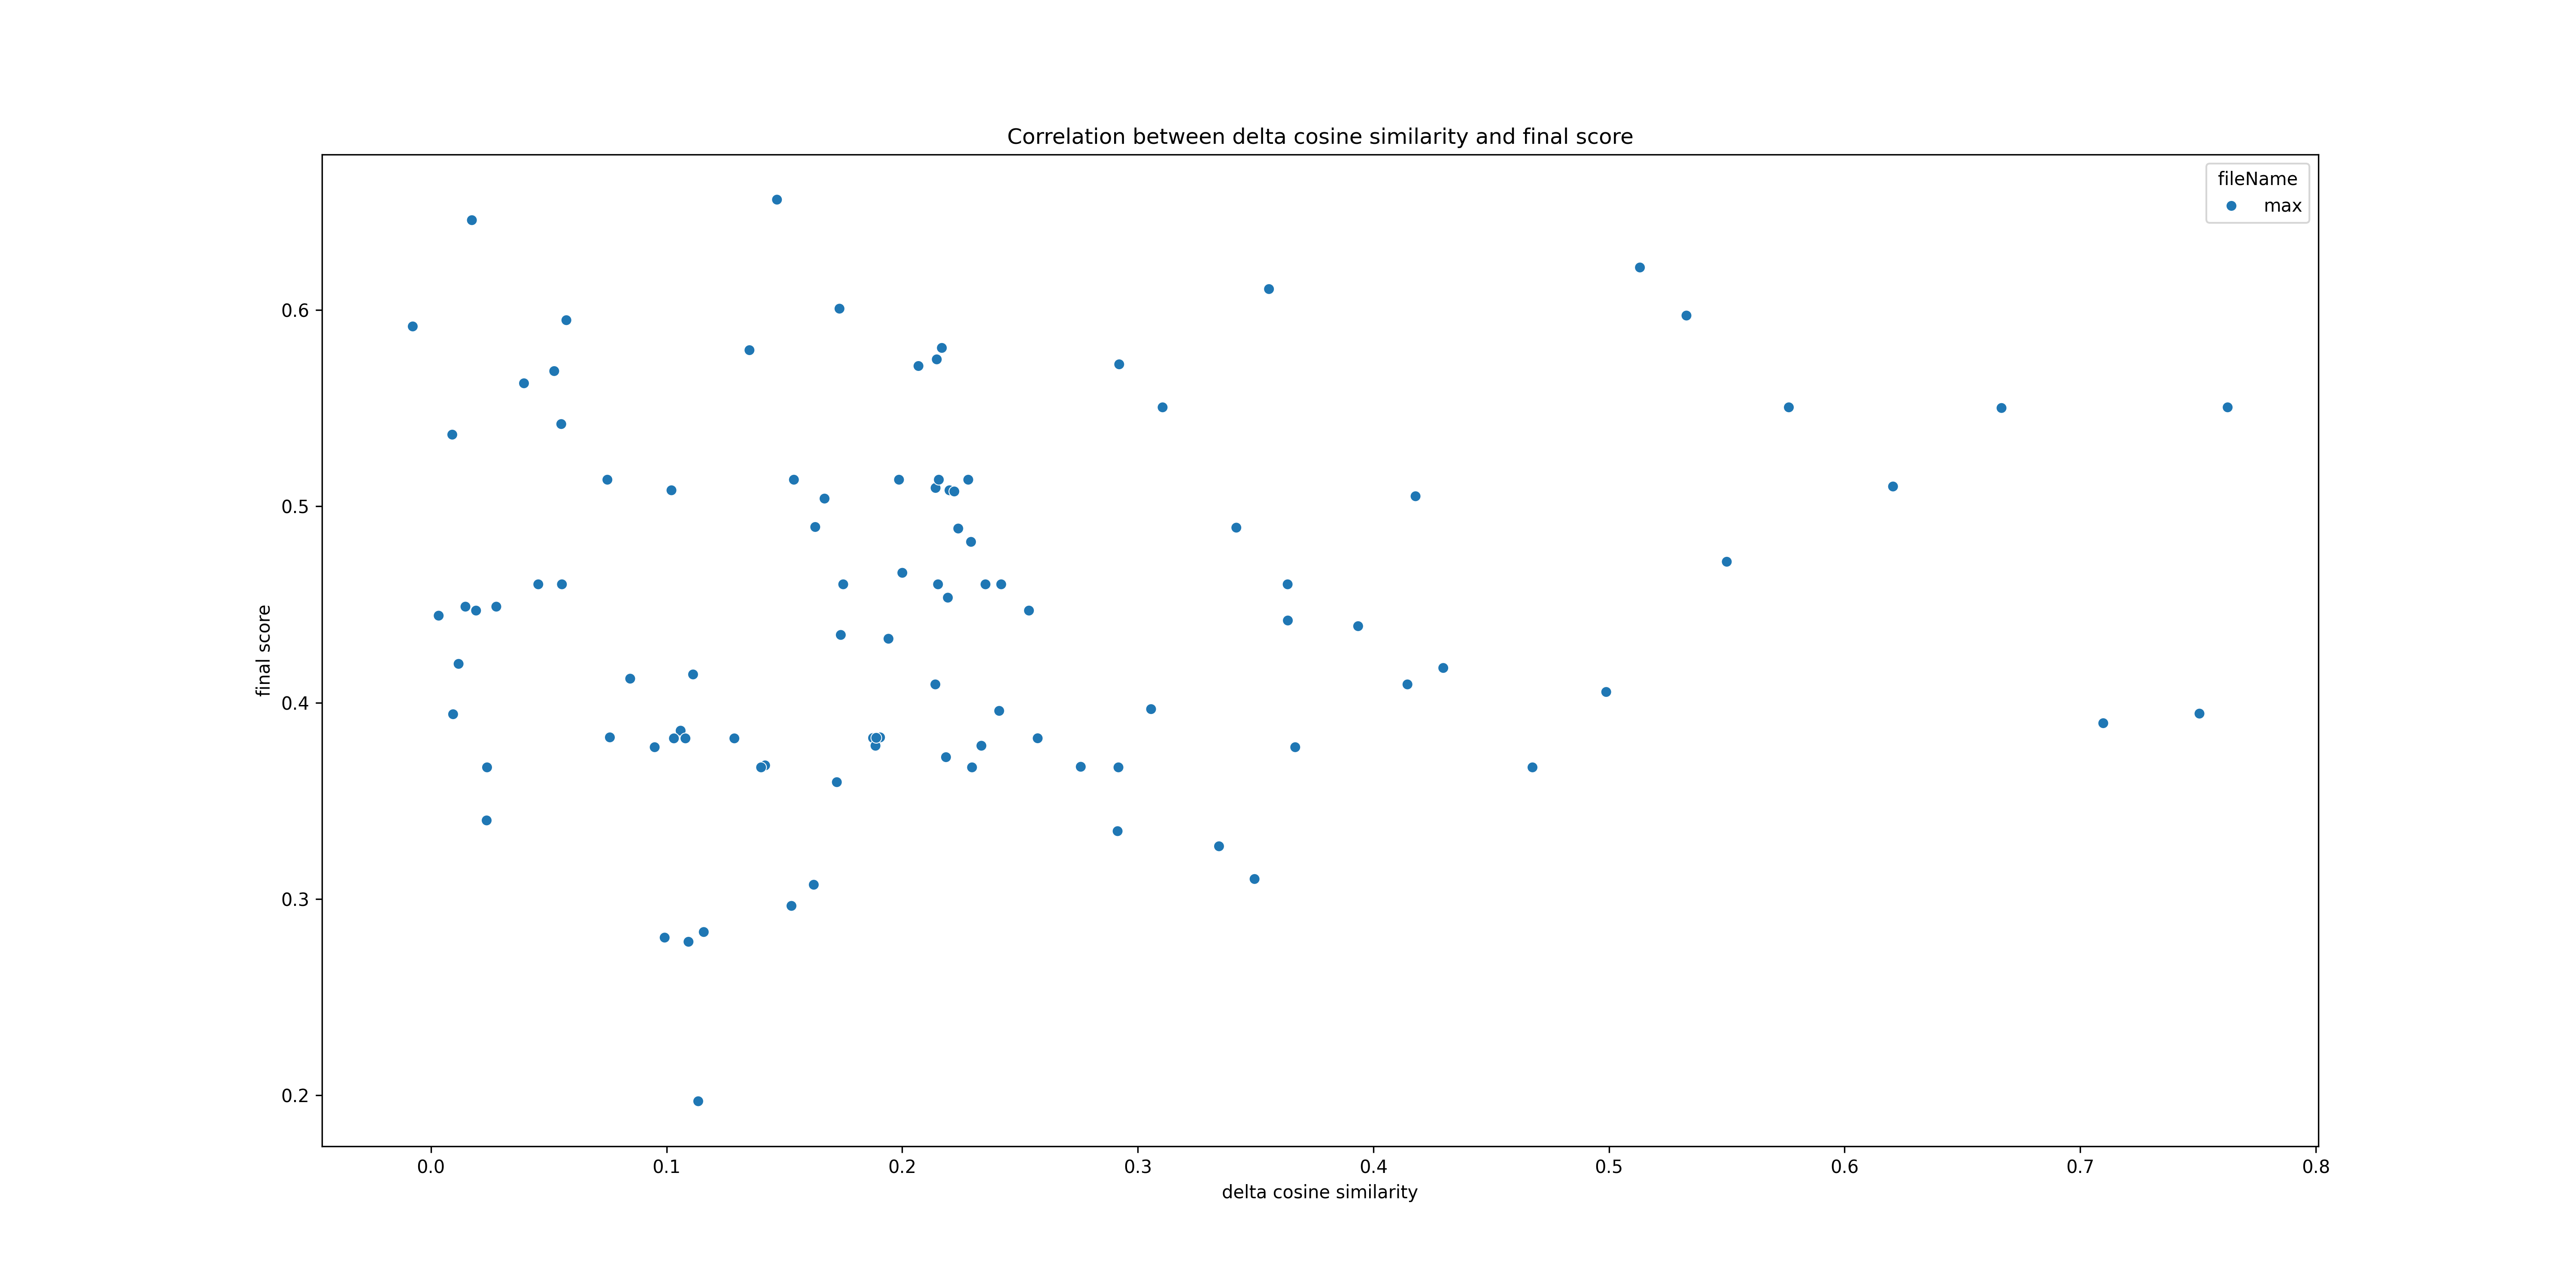 Correlation between delta cosine similarity and final score
fileName
max
final score
0.6
0.5
0.4
0.3
0.2
0.0 0.1 0.2 0.3 0.4 0.5 0.6 0.7 0.8
delta cosine similarity